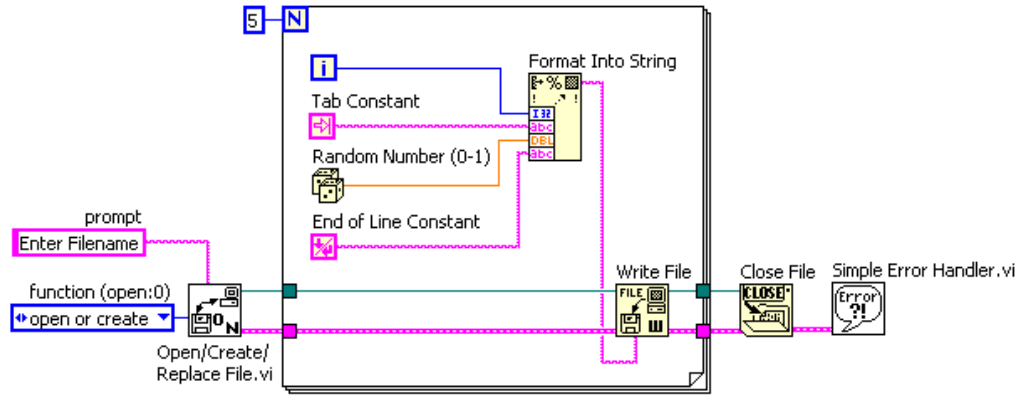 5
N
i
Format Into String
%
! !
I32
abc
DBL
abc
Tab Constant
Random Number (0-1)
End of Line Constant
prompt
Enter Filename
function (open:0)
open or create
O
N
Open/Create/
Replace File.vi
Write File
FILE
W
Close File
CLOSE
Simple Error Handler.vi
Error
?!